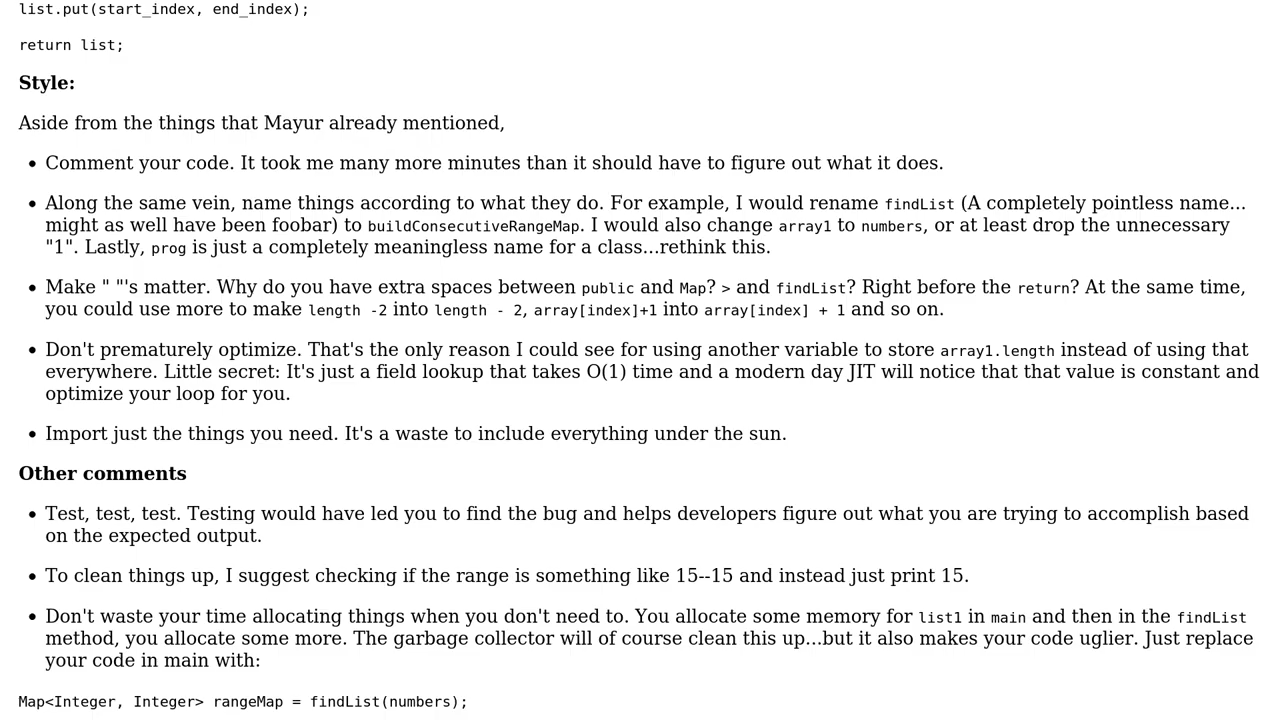 list.put(start_index, end_index);
return list;
Style:
Aside from the things that Mayur already mentioned,
• Comment your code. It took me many more minutes than it should have to figure out what it does.
• Along the same vein, name things according to what they do. For example, I would rename findList (A completely pointless name...
might as well have been foobar) to buildConsecutiveRangeMap. I would also change array1 to numbers, or at least drop the unnecessary
"1". Lastly, prog is just a completely meaningless name for a class...rethink this.
• Make " "'s matter. Why do you have extra spaces between public and Map? > and findList? Right before the return? At the same time,
you could use more to make length -2 into length - 2, array[index]+1 into array[index] + 1 and so on.
• Don't prematurely optimize. That's the only reason I could see for using another variable to store array1.length instead of using that
everywhere. Little secret: It's just a field lookup that takes O(1) time and a modern day JIT will notice that that value is constant and
optimize your loop for you.
• Import just the things you need. It's a waste to include everything under the sun.
Other comments
• Test, test, test. Testing would have led you to find the bug and helps developers figure out what you are trying to accomplish based
on the expected output.
• To clean things up, I suggest checking if the range is something like 15--15 and instead just print 15.
• Don't waste your time allocating things when you don't need to. You allocate some memory for list1 in main and then in the findList
method, you allocate some more. The garbage collector will of course clean this up...but it also makes your code uglier. Just replace
your code in main with:
Map<Integer, Integer> rangeMap = findList(numbers);